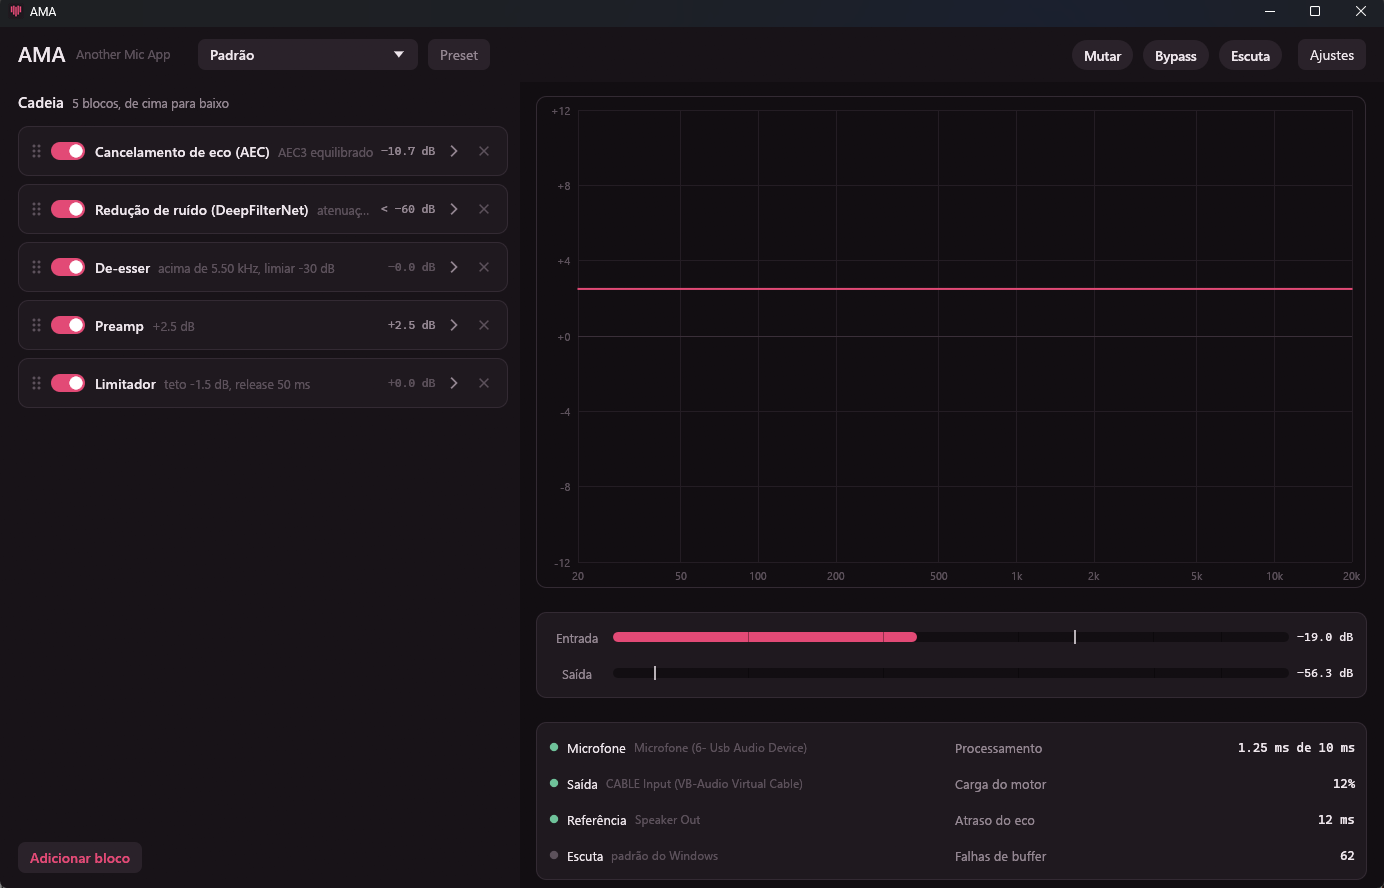 AMA
AMA Another Mic App Padrão Preset Mutar Bypass Escuta Ajustes
Cadeia 5 blocos, de cima para baixo
Cancelamento de eco (AEC) AEC3 equilibrado −10.7 dB
Redução de ruído (DeepFilterNet) atenuaç... < −60 dB
De-esser acima de 5.50 kHz, limiar -30 dB −0.0 dB
Preamp +2.5 dB +2.5 dB
Limitador teto -1.5 dB, release 50 ms +0.0 dB
Adicionar bloco
+12
+8
+4
+0
-4
-8
-12
20 50 100 200 500 1k 2k 5k 10k 20k
Entrada −19.0 dB
Saída −56.3 dB
Microfone Microfone (6- Usb Audio Device) Processamento 1.25 ms de 10 ms
Saída CABLE Input (VB-Audio Virtual Cable) Carga do motor 12%
Referência Speaker Out Atraso do eco 12 ms
Escuta padrão do Windows Falhas de buffer 62